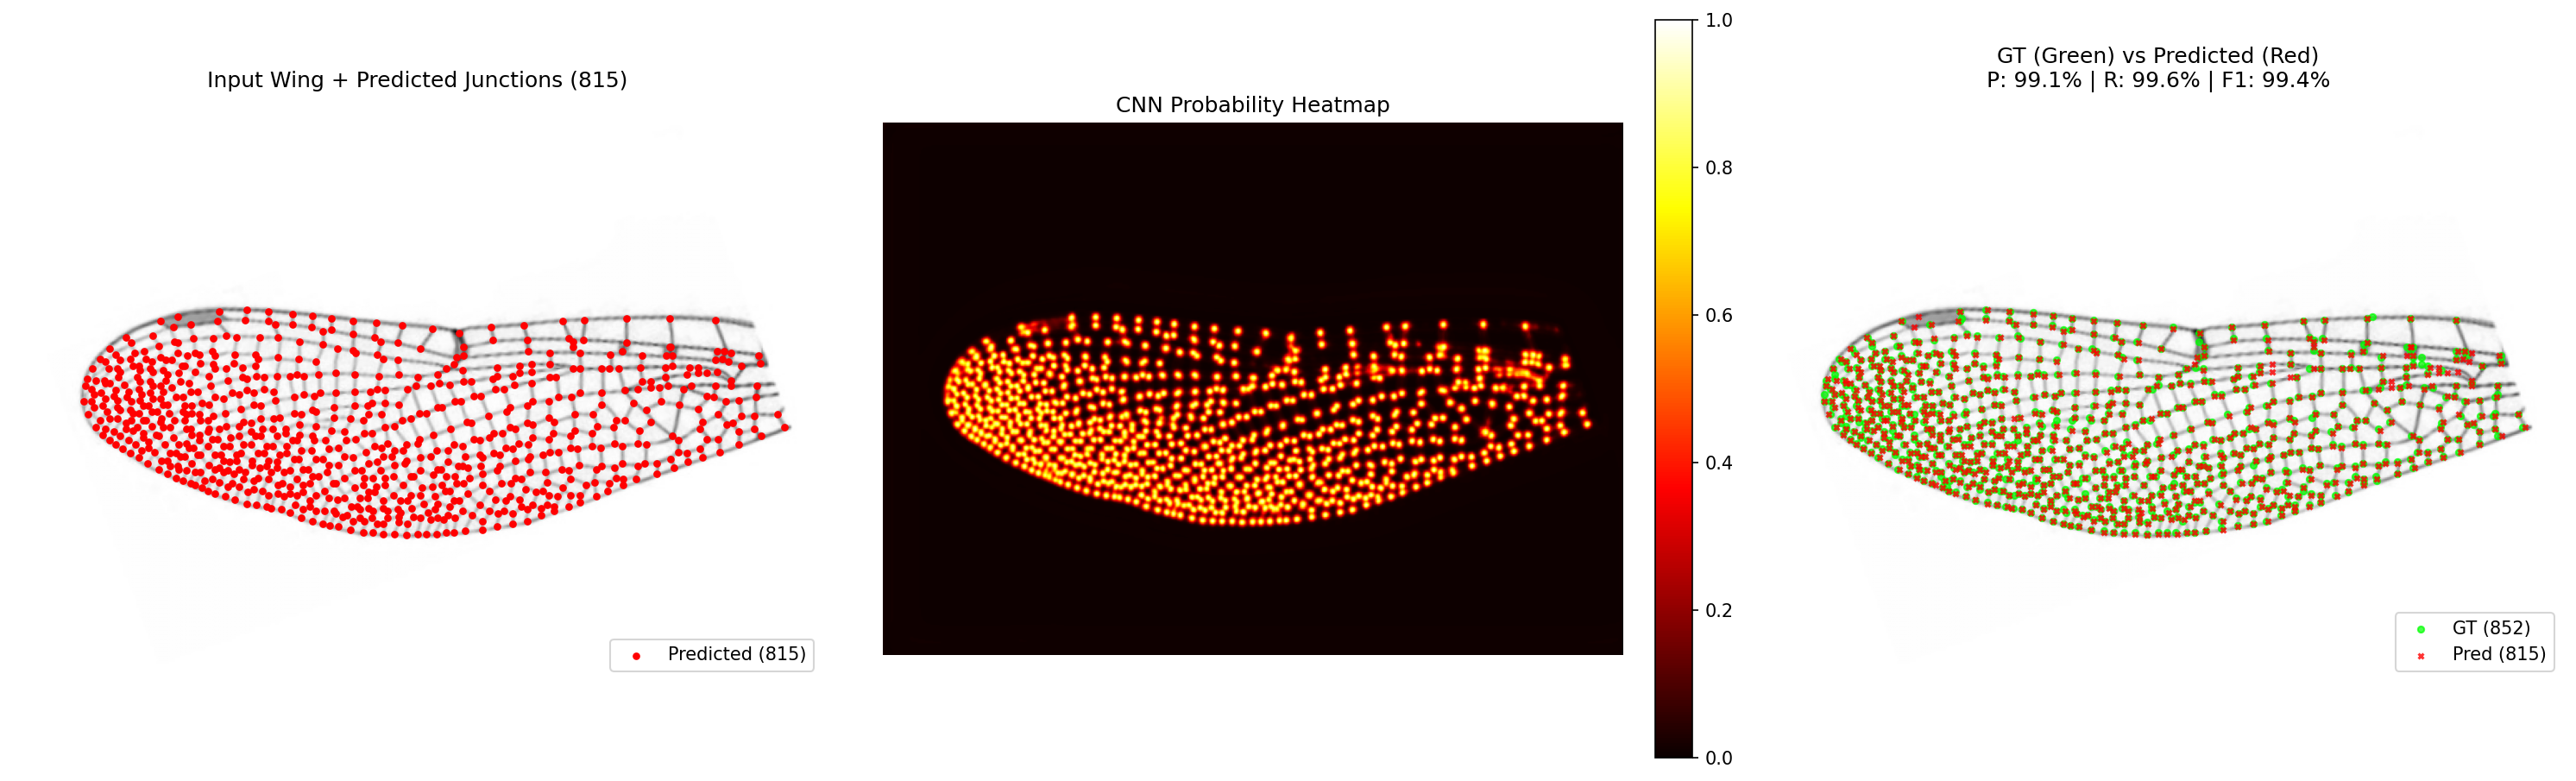 Input Wing + Predicted Junctions (815)
Predicted (815)
CNN Probability Heatmap
1.0
0.8
0.6
0.4
0.2
0.0
GT (Green) vs Predicted (Red)
P: 99.1% | R: 99.6% | F1: 99.4%
GT (852)
Pred (815)